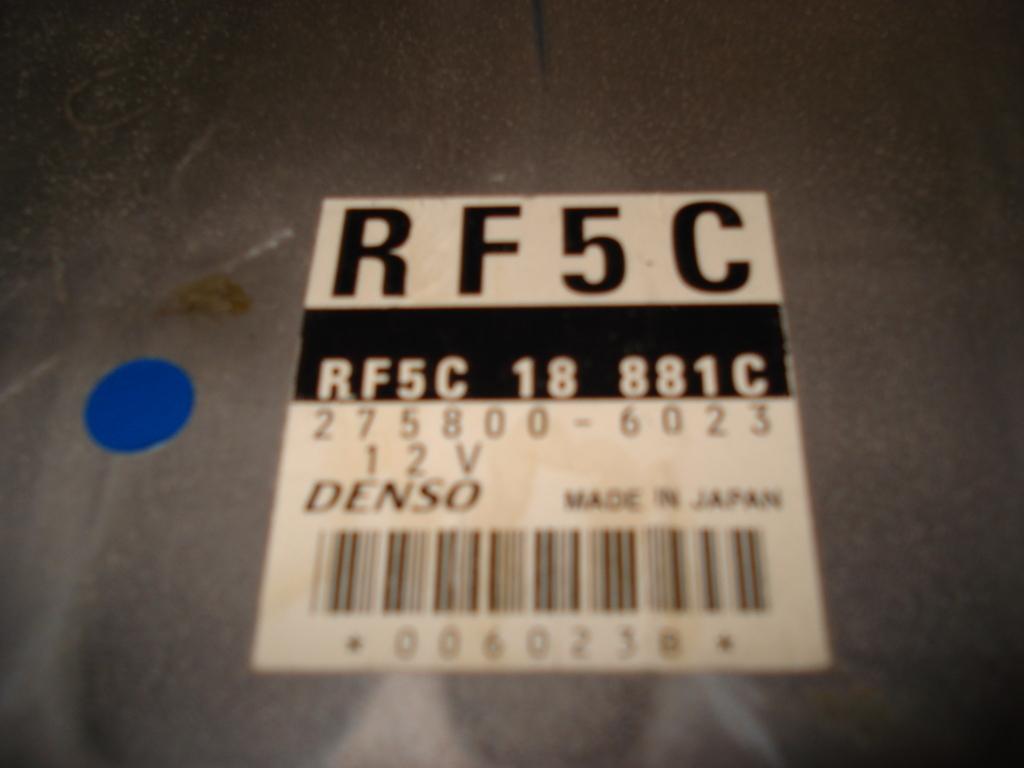 RF5C
RF5C 18 881C
275800-6023
12V
DENSO MADE IN JAPAN